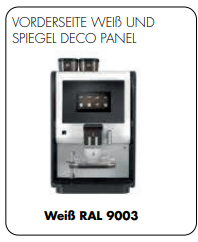 VORDERSEITE WEIß UND
SPIEGEL DECO PANEL
Weiß RAL 9003